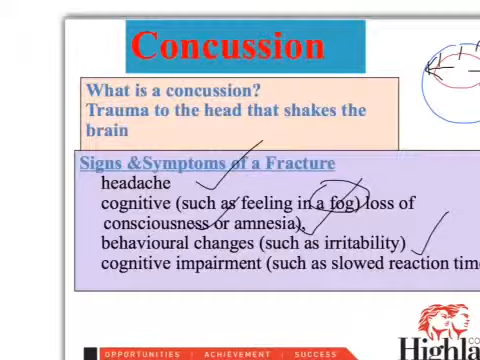 Concussion
What is a concussion?
Trauma to the head that shakes the
brain
Signs &Symptoms of a Fracture
headache
cognitive (such as feeling in a fog) loss of
consciousness or amnesia),
behavioural changes (such as irritability)
cognitive impairment (such as slowed reaction time
CO
Highla
OPPORTUNITIES / ACHIEVEMENT / SUCCESS